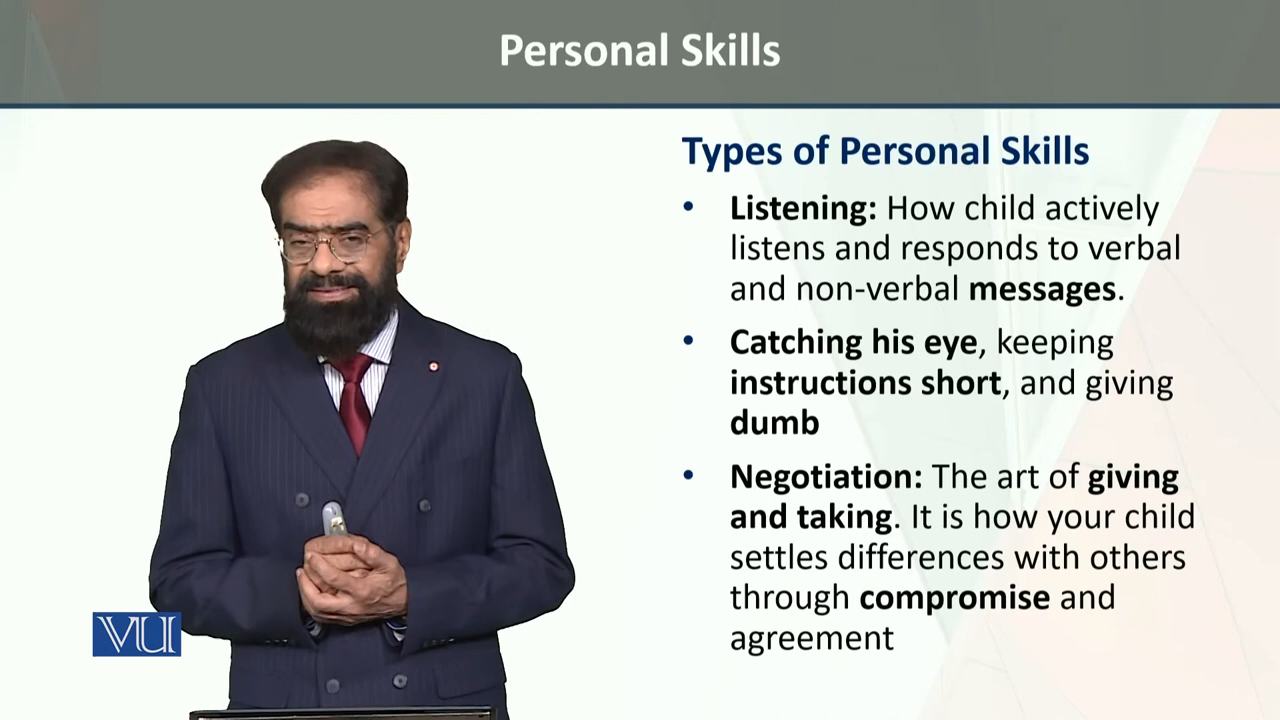 Personal Skills
Types of Personal Skills
• Listening: How child actively
listens and responds to verbal
and non-verbal messages.
• Catching his eye, keeping
instructions short, and giving
dumb
• Negotiation: The art of giving
and taking. It is how your child
settles differences with others
through compromise and
agreement
VU